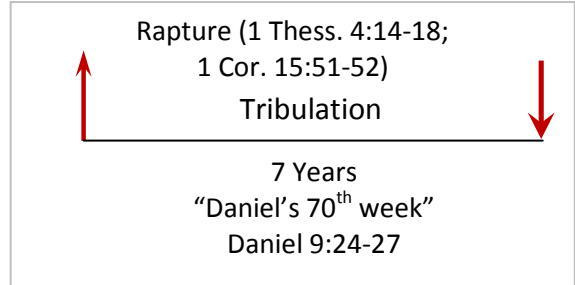 Rapture (1 Thess. 4:14-18;
1 Cor. 15:51-52)
Tribulation
7 Years
“Daniel’s 70th week”
Daniel 9:24-27